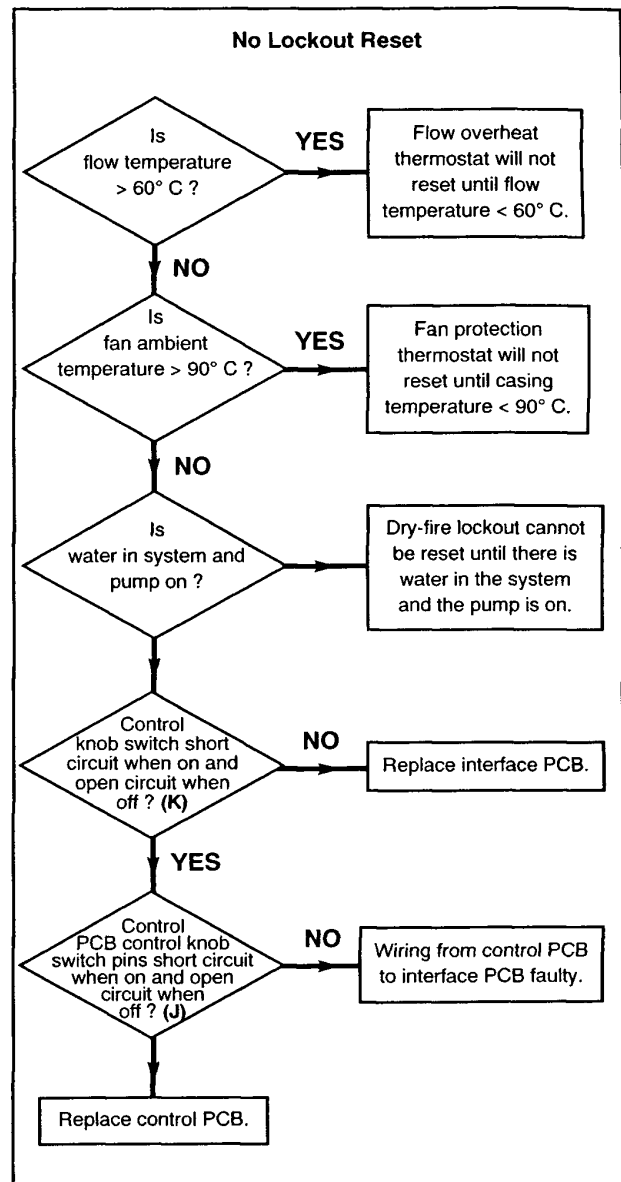 No Lockout Reset
Is
flow temperature
> 60° C ?
YES
Flow overheat
thermostat will not
reset until flow
temperature < 60° C.
NO
Is
fan ambient
temperature > 90° C ?
YES
Fan protection
thermostat will not
reset until casing
temperature < 90° C.
NO
Is
water in system and
pump on ?
Dry-fire lockout cannot
be reset until there is
water in the system
and the pump is on.
Control
knob switch short
circuit when on and
open circuit when
off ? (K)
NO
Replace interface PCB.
YES
Control
PCB control knob
switch pins short circuit
when on and open
circuit when
off ? (J)
NO
Wiring from control PCB
to interface PCB faulty.
Replace control PCB.